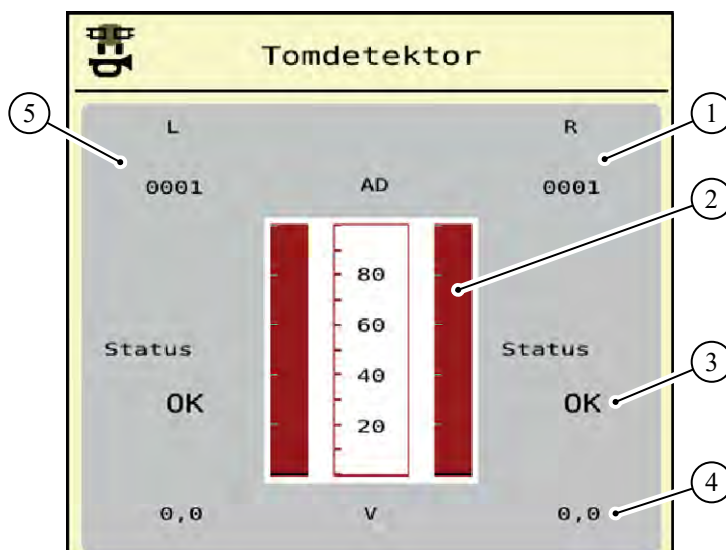 Tomdetektor
5
L
R
1
0001
AD
0001
2
80
60
Status
Status
3
40
OK
OK
20
4
0,0
V
0,0